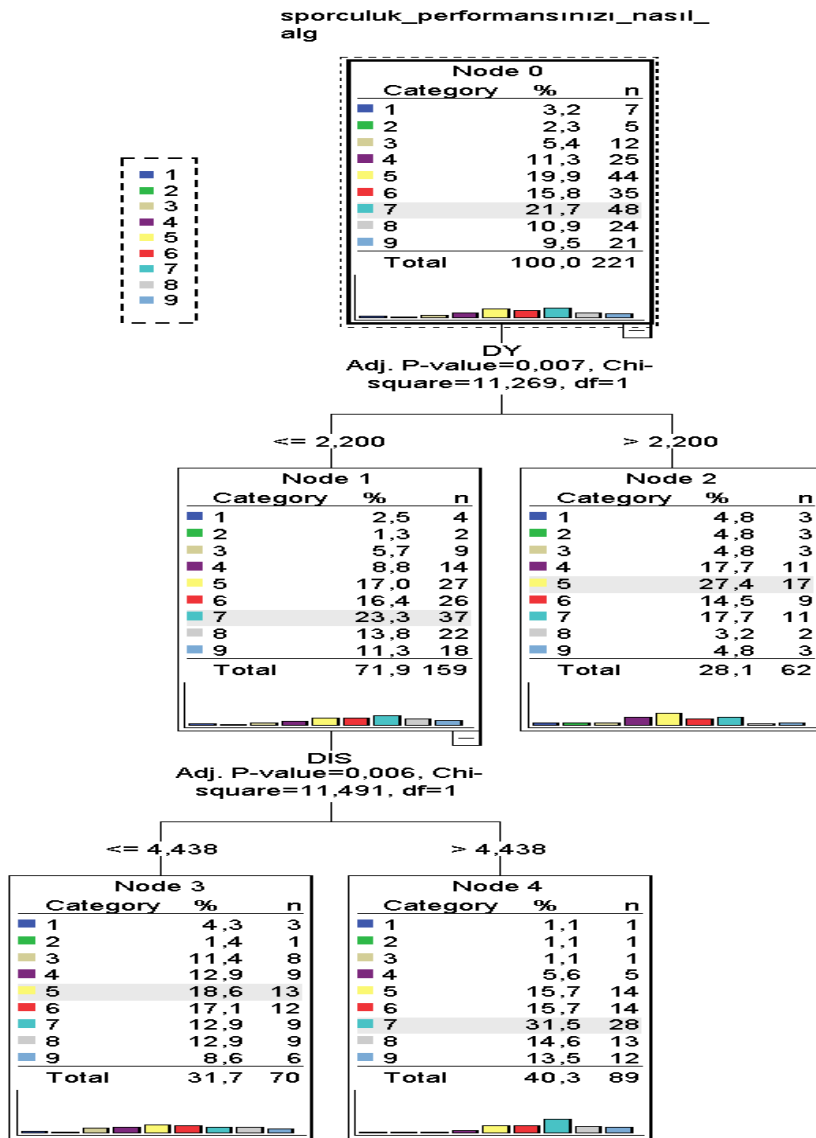 sporculuk_performansınızı_nasıl_
alg
Node 0
Category % n
1 3,2 7
2 2,3 5
3 5,4 12
4 11,3 25
5 19,9 44
6 15,8 35
7 21,7 48
8 10,9 24
9 9,5 21
Total 100,0 221
1
2
3
4
5
6
7
8
9
DY
Adj. P-value=0,007, Chi-
square=11,269, df=1
<= 2,200
> 2,200
Node 1
Category % n
1 2,5 4
2 1,3 2
3 5,7 9
4 8,8 14
5 17,0 27
6 16,4 26
7 23,3 37
8 13,8 22
9 11,3 18
Total 71,9 159
Node 2
Category % n
1 4,8 3
2 4,8 3
3 4,8 3
4 17,7 11
5 27,4 17
6 14,5 9
7 17,7 11
8 3,2 2
9 4,8 3
Total 28,1 62
DIS
Adj. P-value=0,006, Chi-
square=11,491, df=1
<= 4,438
> 4,438
Node 3
Category % n
1 4,3 3
2 1,4 1
3 11,4 8
4 12,9 9
5 18,6 13
6 17,1 12
7 12,9 9
8 12,9 9
9 8,6 6
Total 31,7 70
Node 4
Category % n
1 1,1 1
2 1,1 1
3 1,1 1
4 5,6 5
5 15,7 14
6 15,7 14
7 31,5 28
8 14,6 13
9 13,5 12
Total 40,3 89